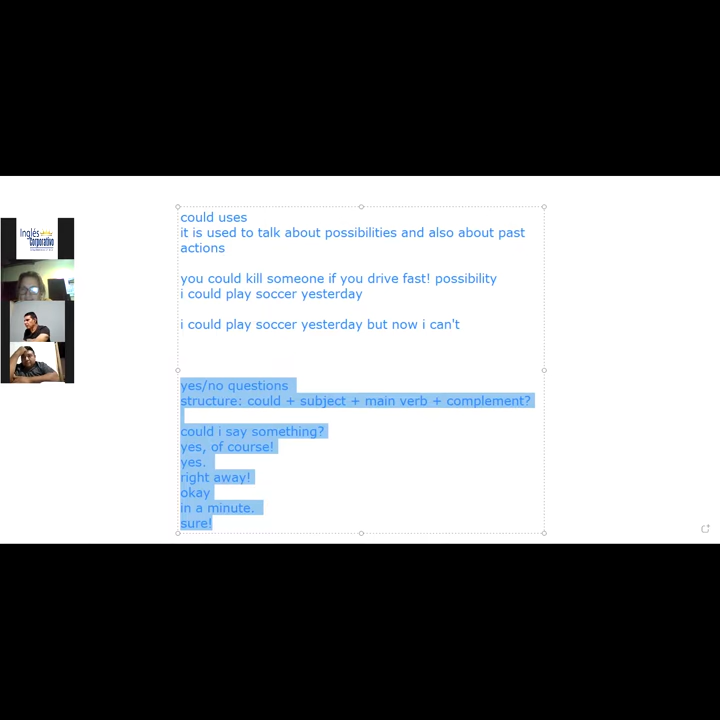 Inglés
corporativo
could uses
it is used to talk about possibilities and also about past
actions
you could kill someone if you drive fast! possibility
i could play soccer yesterday
i could play soccer yesterday but now i can't
yes/no questions
structure: could + subject + main verb + complement?
could i say something?
yes, of course!
yes.
right away!
okay
in a minute.
sure!